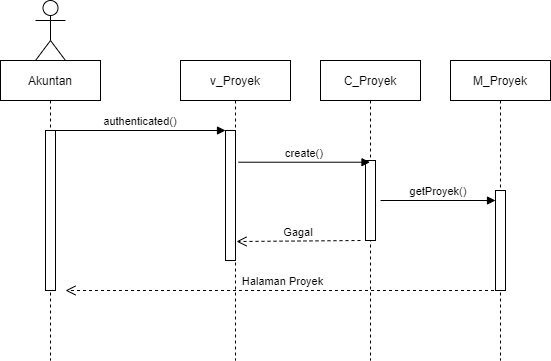 Akuntan
v_Proyek
C_Proyek
M_Proyek
authenticated()
create()
getProyek()
Gagal
Halaman Proyek